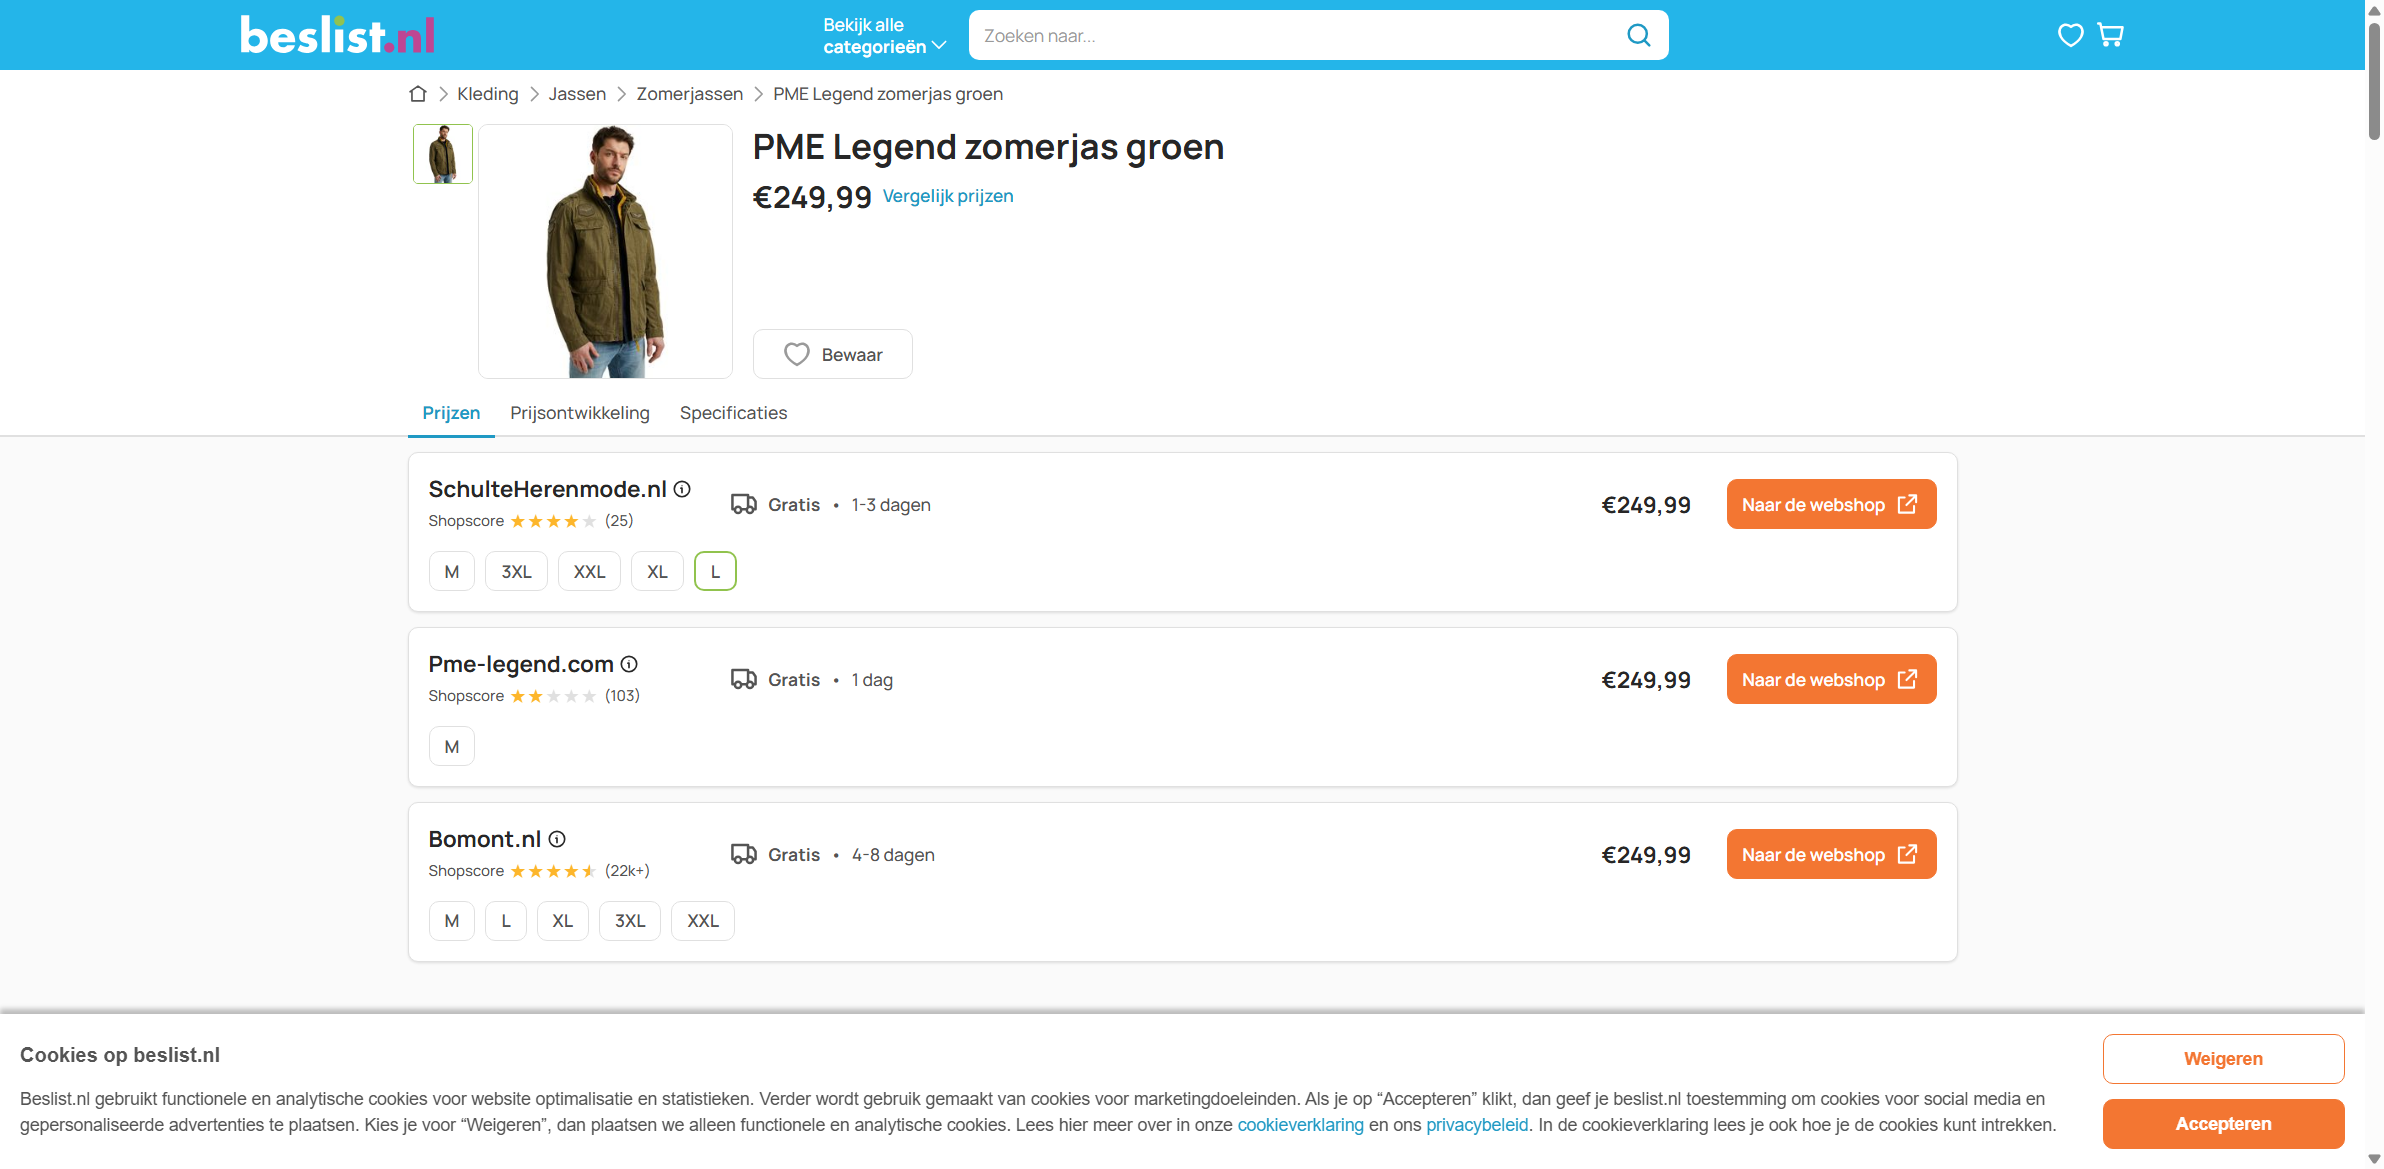 beslist.nl
Bekijk alle
categorieën
Zoeken naar...
Kleding
Jassen
Zomerjassen
PME Legend zomerjas groen
PME Legend zomerjas groen
€249,99 Vergelijk prijzen
Bewaar
Prijzen
Prijsontwikkeling
Specificaties
SchulteHerenmode.nl
Shopscore (25)
Gratis • 1-3 dagen
€249,99
Naar de webshop
M 3XL XXL XL L
Pme-legend.com
Shopscore (103)
Gratis • 1 dag
€249,99
Naar de webshop
M
Bomont.nl
Shopscore (22k+)
Gratis • 4-8 dagen
€249,99
Naar de webshop
M L XL 3XL XXL
Cookies op beslist.nl
Beslist.nl gebruikt functionele en analytische cookies voor website optimalisatie en statistieken. Verder wordt gebruik gemaakt van cookies voor marketingdoeleinden. Als je op “Accepteren” klikt, dan geef je beslist.nl toestemming om cookies voor social media en
gepersonaliseerde advertenties te plaatsen. Kies je voor “Weigeren”, dan plaatsen we alleen functionele en analytische cookies. Lees hier meer over in onze cookieverklaring en ons privacybeleid. In de cookieverklaring lees je ook hoe je de cookies kunt intrekken.
Weigeren
Accepteren